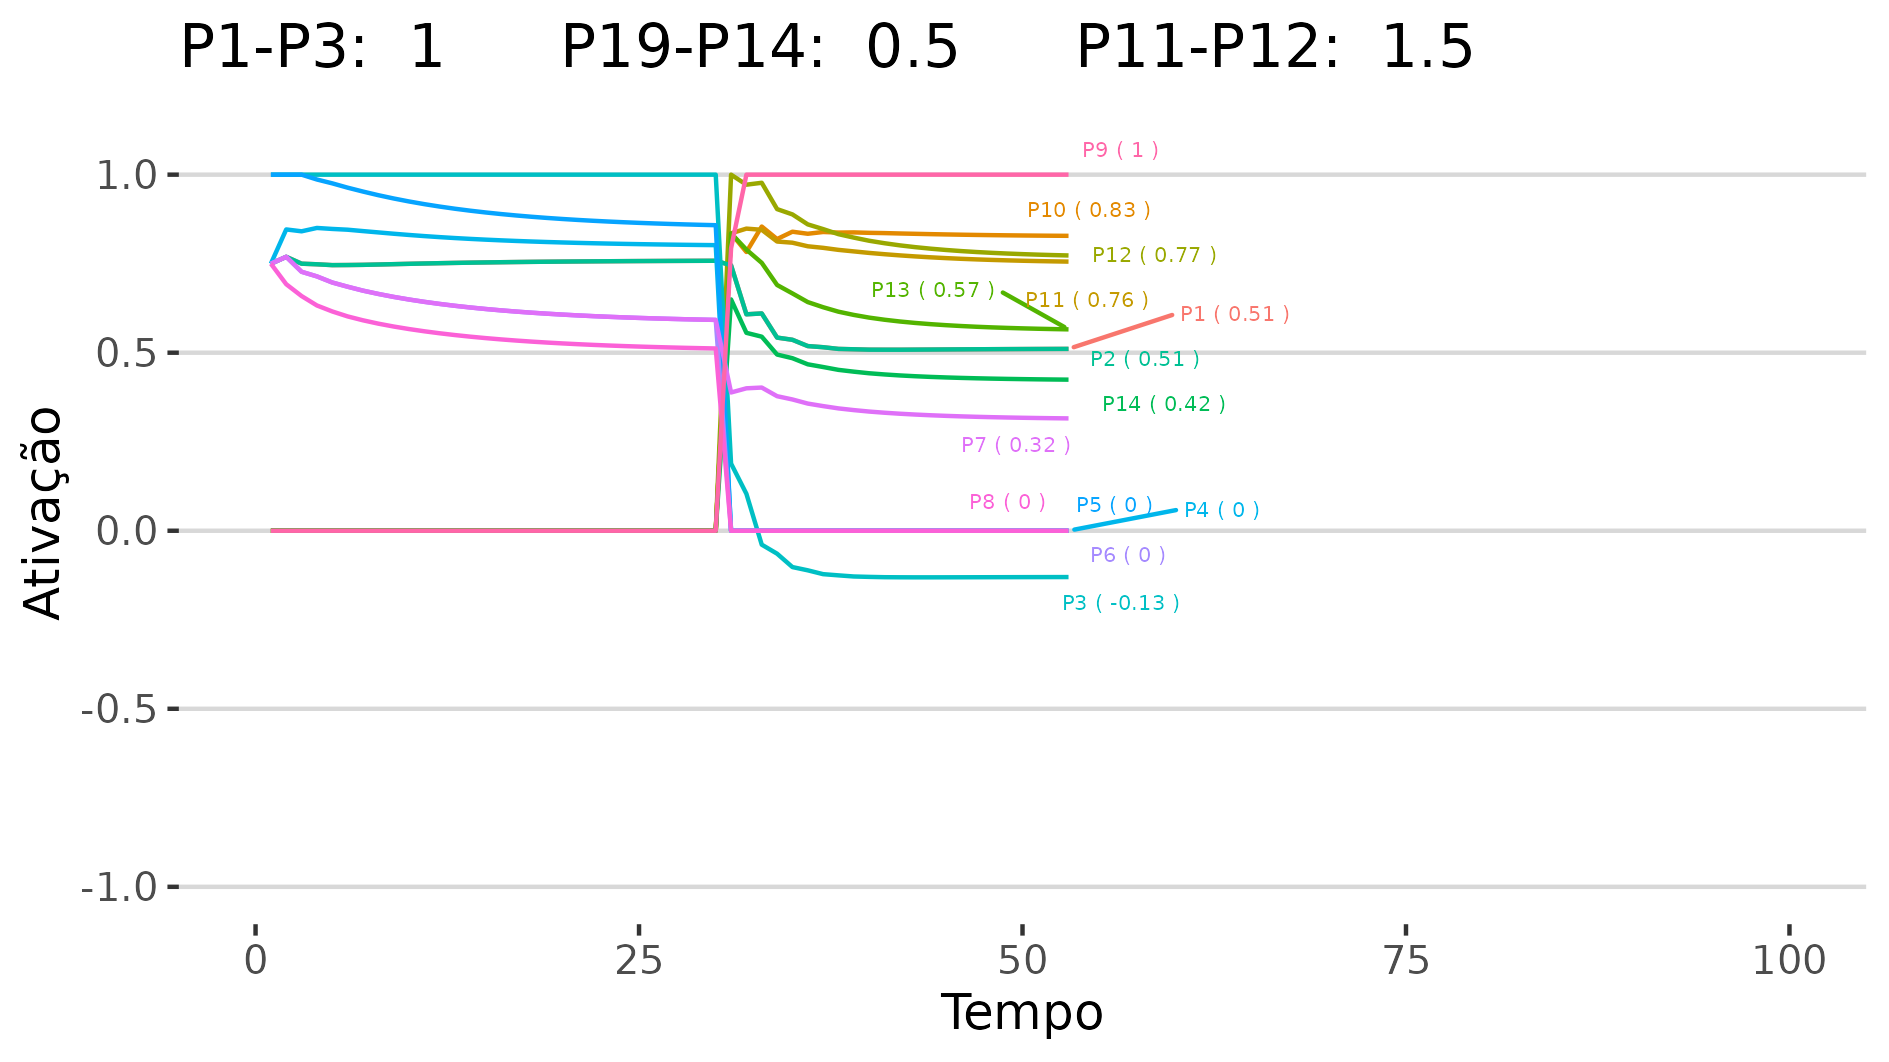 P1-P3: 1 P19-P14: 0.5 P11-P12: 1.5
P9 ( 1 )
1.0
P10 ( 0.83 )
P12 ( 0.77 )
P13 ( 0.57 )
P11 ( 0.76 )
P1 ( 0.51 )
0.5
P2 ( 0.51 )
P14 ( 0.42 )
P7 ( 0.32 )
P8 ( 0 )
P5 ( 0 )
P4 ( 0 )
0.0
P6 ( 0 )
P3 ( -0.13 )
-0.5
-1.0
Ativação
0 25 50 75 100
Tempo